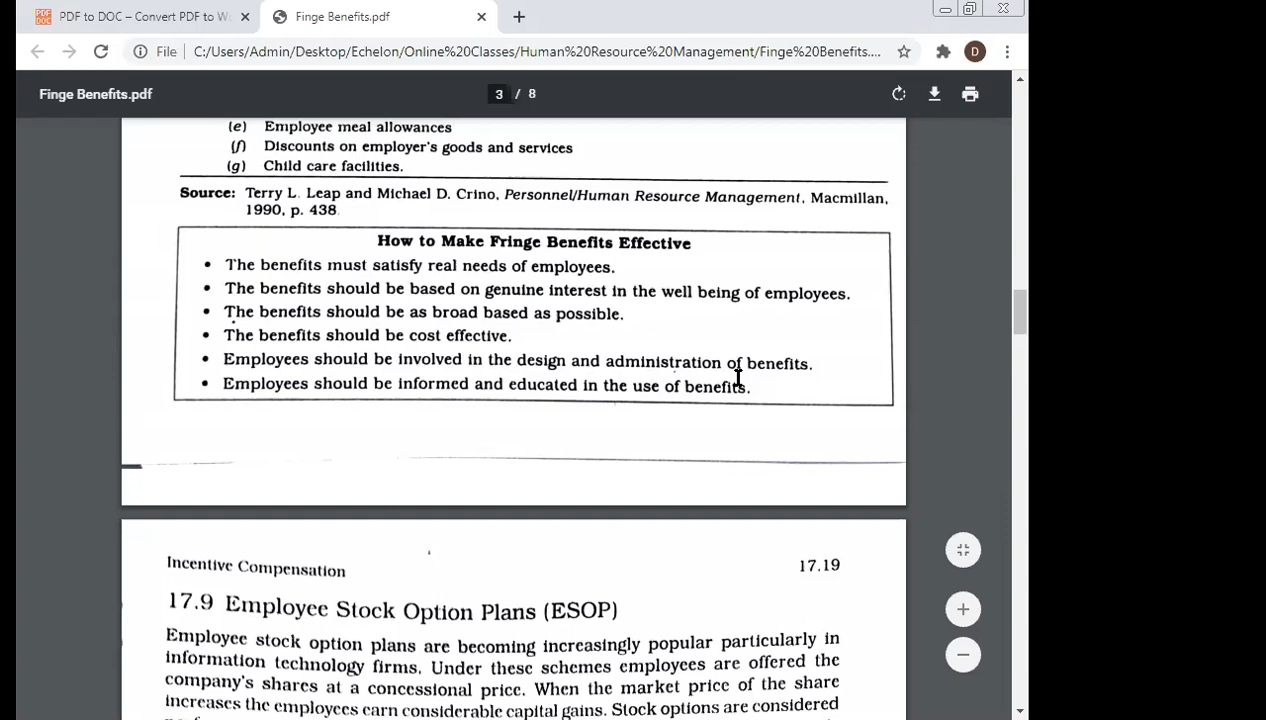 PDF to DOC – Convert PDF to W
Finge Benefits.pdf
File
C:/Users/Admin/Desktop/Echelon/Online%20Classes/Human%20Resource%20Management/Finge%20Benefits....
D
Finge Benefits.pdf
3 / 8
(e) Employee meal allowances
(f) Discounts on employer's goods and services
(g) Child care facilities.
Source: Terry L. Leap and Michael D. Crino, Personnel/Human Resource Management, Macmillan,
1990, p. 438.
How to Make Fringe Benefits Effective
• The benefits must satisfy real needs of employees.
• The benefits should be based on genuine interest in the well being of employees.
• The benefits should be as broad based as possible.
• The benefits should be cost effective.
• Employees should be involved in the design and administration of benefits.
• Employees should be informed and educated in the use of benefits.
Incentive Compensation 17.19
17.9 Employee Stock Option Plans (ESOP)
Employee stock option plans are becoming increasingly popular particularly in
information technology firms. Under these schemes employees are offered the
company's shares at a concessional price. When the market price of the share
increases the employees earn considerable capital gains. Stock options are considered